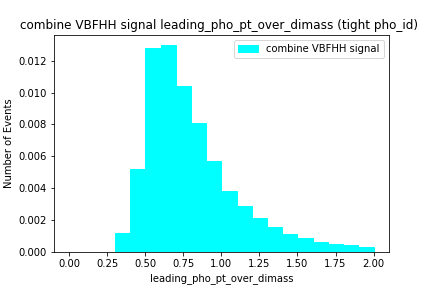 combine VBFHH signal leading_pho_pt_over_dimass (tight pho_id)
combine VBFHH signal
Number of Events
0.012
0.010
0.008
0.006
0.004
0.002
0.000
0.00 0.25 0.50 0.75 1.00 1.25 1.50 1.75 2.00
leading_pho_pt_over_dimass